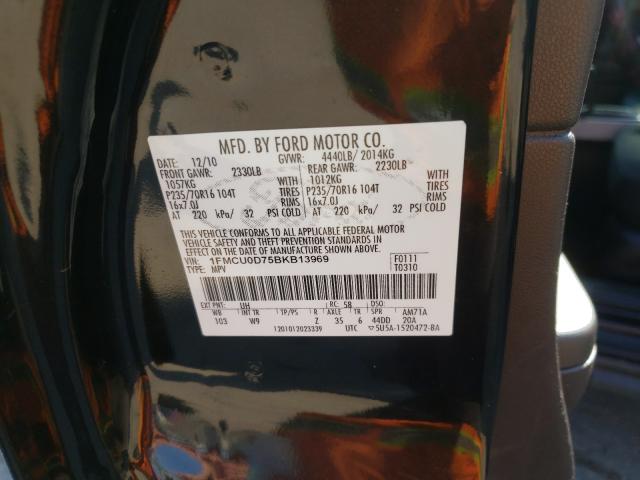 MFD. BY FORD MOTOR CO.
DATE: 12/10 GVWR: 4440LB/ 2014KG
FRONT GAWR: 2330LB REAR GAWR: 2230LB
1057KG WITH 1012KG WITH
P235/70R16 104T TIRES P235/70R16 104T TIRES
16x7.0J RIMS 16x7.0J RIMS
AT 220 kPa/ 32 PSI COLD AT 220 kPa/ 32 PSI COLD
THIS VEHICLE CONFORMS TO ALL APPLICABLE FEDERAL MOTOR
VEHICLE SAFETY AND BUMPER STANDARDS IN
EFFECT ON THE DATE OF MANUFACTURE SHOWN ABOVE.
VIN: 1FMCU0D75BKB13969 F0111
TYPE: MPV T0310
EXT PNT: UH RC: 58 DSO:
WB INT TR TP/PS R AXLE TR SPR AM71A
103 W9 Z 35 6 44DD 20A
1201012023339 UTC 5U5A-1520472-BA